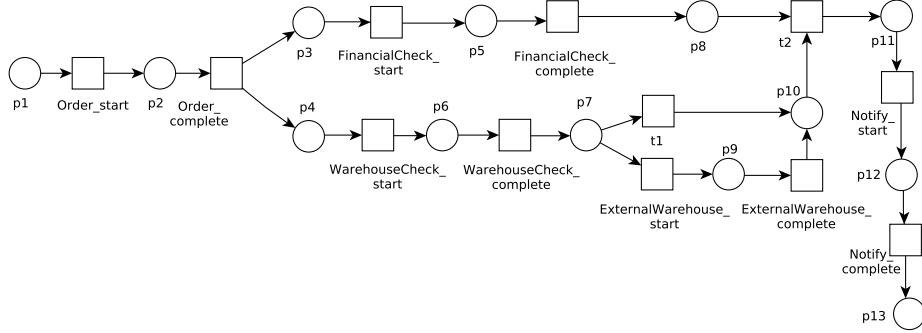 p1
Order_start
p2
Order_
complete
p3
FinancialCheck_
start
p5
FinancialCheck_
complete
p8
t2
p11
p4
WarehouseCheck_
start
p6
WarehouseCheck_
complete
p7
t1
p10
ExternalWarehouse_
start
p9
ExternalWarehouse_
complete
Notify_
start
p12
Notify_
complete
p13